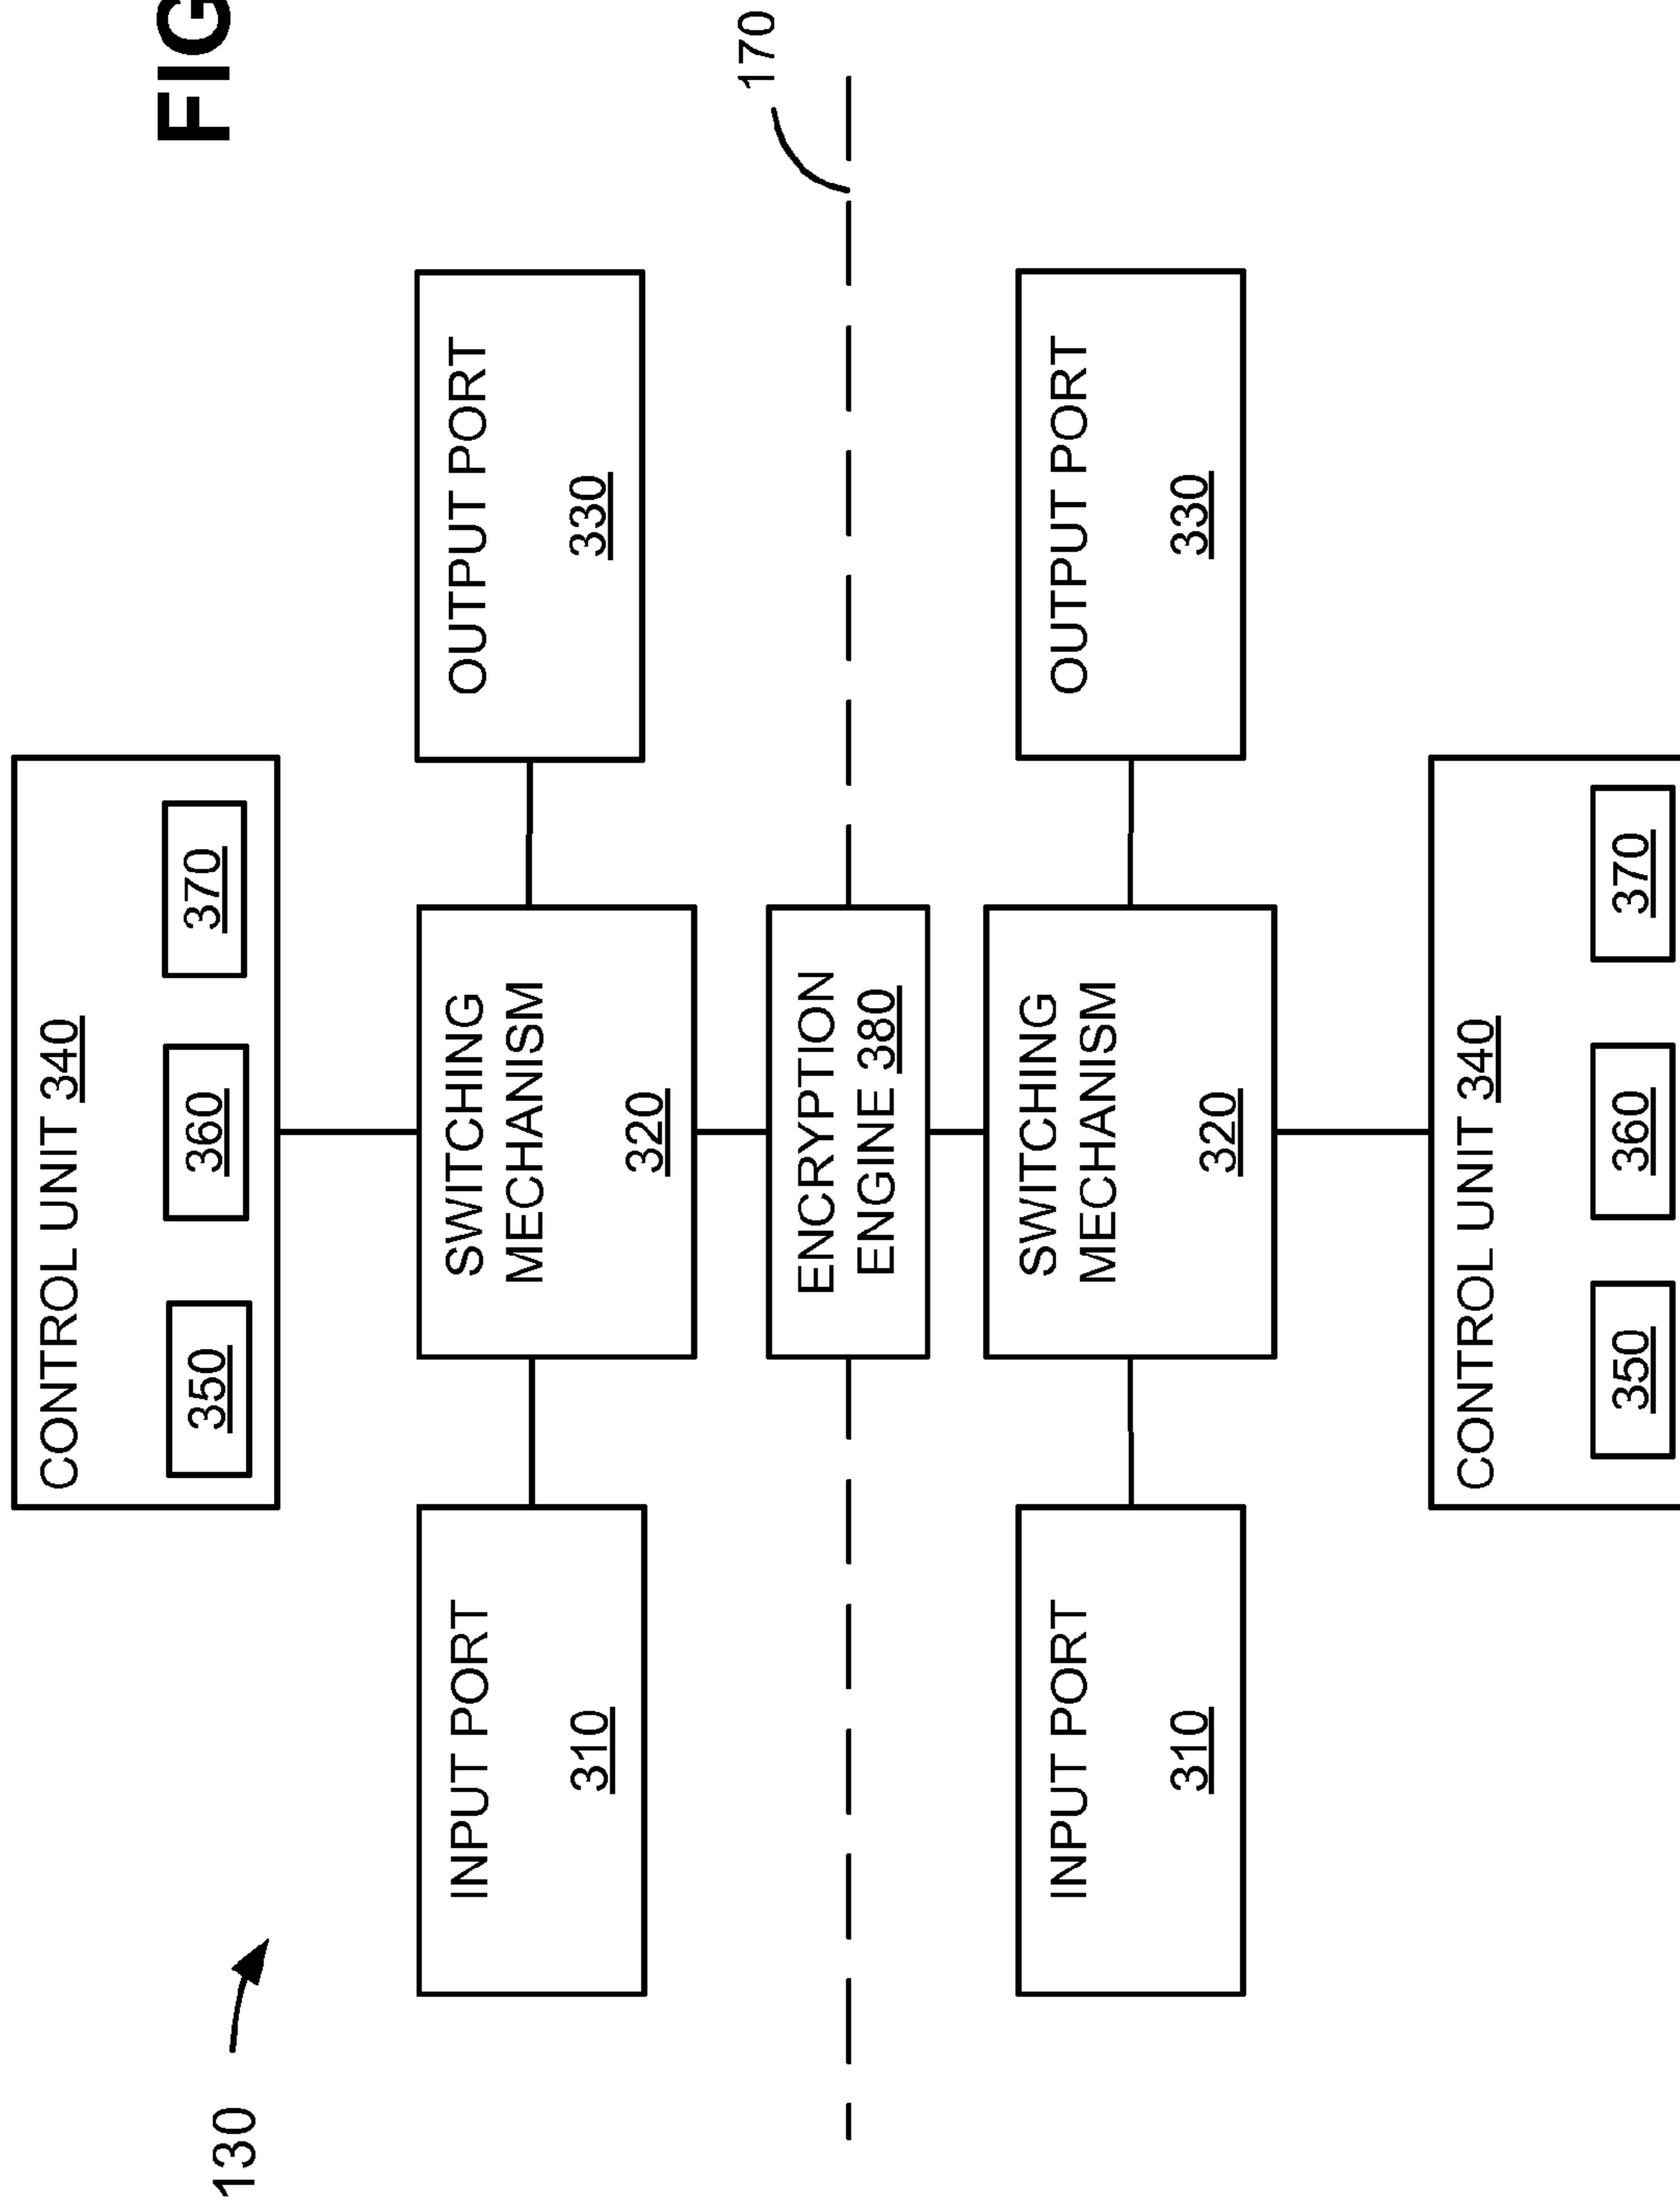 CONTROL UNIT 340
FIG
350
360
370
130
INPUT PORT
310
SWITCHING
MECHANISM
320
OUTPUT PORT
330
170
ENCRYPTION
ENGINE 380
INPUT PORT
310
SWITCHING
MECHANISM
320
OUTPUT PORT
330
CONTROL UNIT 340
350
360
370